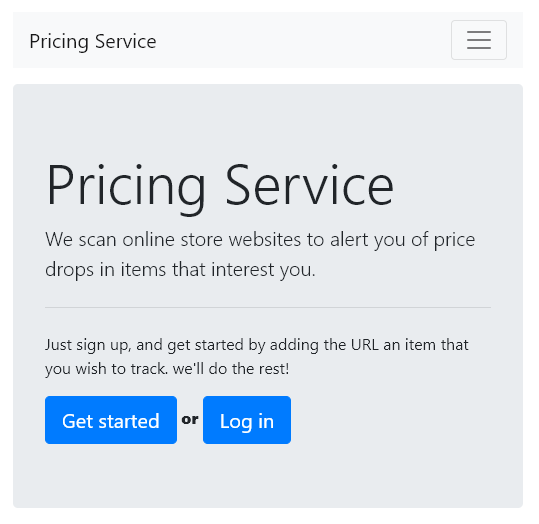 Pricing Service
Pricing Service
We scan online store websites to alert you of price
drops in items that interest you.
Just sign up, and get started by adding the URL an item that
you wish to track. we'll do the rest!
Get started or Log in